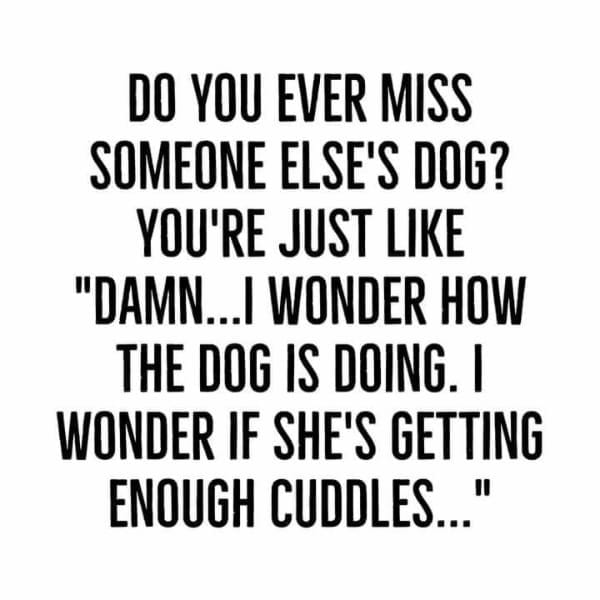 DO YOU EVER MISS
SOMEONE ELSE'S DOG?
YOU'RE JUST LIKE
"DAMN...I WONDER HOW
THE DOG IS DOING. I
WONDER IF SHE'S GETTING
ENOUGH CUDDLES..."